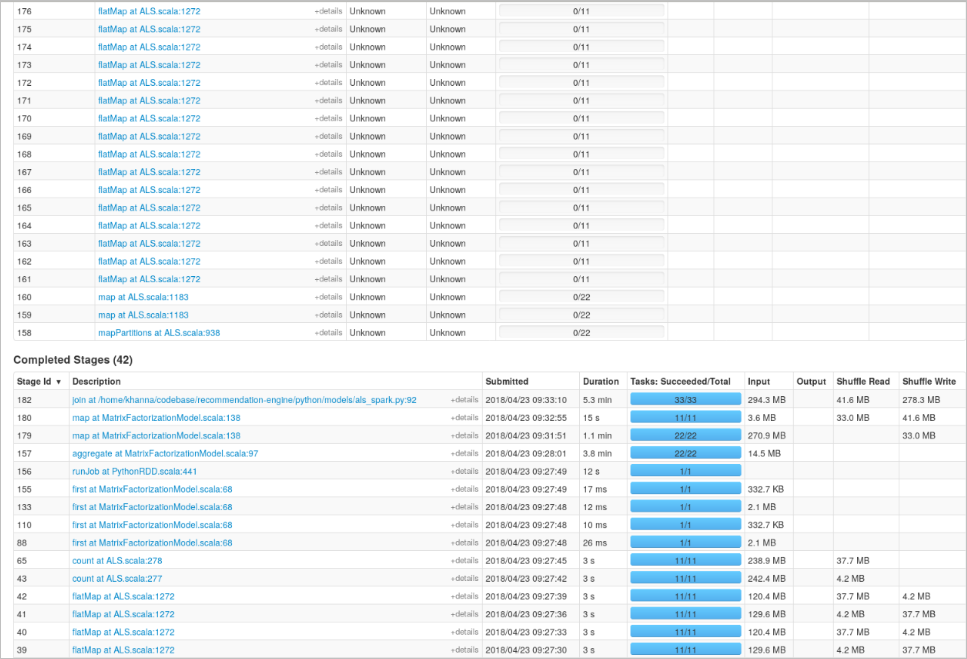 176 flatMap at ALS.scala:1272 +details Unknown Unknown 0/11
175 flatMap at ALS.scala:1272 +details Unknown Unknown 0/11
174 flatMap at ALS.scala:1272 +details Unknown Unknown 0/11
173 flatMap at ALS.scala:1272 +details Unknown Unknown 0/11
172 flatMap at ALS.scala:1272 +details Unknown Unknown 0/11
171 flatMap at ALS.scala:1272 +details Unknown Unknown 0/11
170 flatMap at ALS.scala:1272 +details Unknown Unknown 0/11
169 flatMap at ALS.scala:1272 +details Unknown Unknown 0/11
168 flatMap at ALS.scala:1272 +details Unknown Unknown 0/11
167 flatMap at ALS.scala:1272 +details Unknown Unknown 0/11
166 flatMap at ALS.scala:1272 +details Unknown Unknown 0/11
165 flatMap at ALS.scala:1272 +details Unknown Unknown 0/11
164 flatMap at ALS.scala:1272 +details Unknown Unknown 0/11
163 flatMap at ALS.scala:1272 +details Unknown Unknown 0/11
162 flatMap at ALS.scala:1272 +details Unknown Unknown 0/11
161 flatMap at ALS.scala:1272 +details Unknown Unknown 0/11
160 map at ALS.scala:1183 +details Unknown Unknown 0/22
159 map at ALS.scala:1183 +details Unknown Unknown 0/22
158 mapPartitions at ALS.scala:938 +details Unknown Unknown 0/22
Completed Stages (42)
Stage Id ▾ Description Submitted Duration Tasks: Succeeded/Total Input Output Shuffle Read Shuffle Write
182 join at /home/khanna/codebase/recommendation-engine/python/models/als_spark.py:92 +details 2018/04/23 09:33:10 5.3 min 33/33 294.3 MB 41.6 MB 278.3 MB
180 map at MatrixFactorizationModel.scala:138 +details 2018/04/23 09:32:55 15 s 11/11 3.6 MB 33.0 MB 41.6 MB
179 map at MatrixFactorizationModel.scala:138 +details 2018/04/23 09:31:51 1.1 min 22/22 270.9 MB 33.0 MB
157 aggregate at MatrixFactorizationModel.scala:97 +details 2018/04/23 09:28:01 3.8 min 22/22 14.5 MB
156 runJob at PythonRDD.scala:441 +details 2018/04/23 09:27:49 12 s 1/1
155 first at MatrixFactorizationModel.scala:68 +details 2018/04/23 09:27:49 17 ms 1/1 332.7 KB
133 first at MatrixFactorizationModel.scala:68 +details 2018/04/23 09:27:48 12 ms 1/1 2.1 MB
110 first at MatrixFactorizationModel.scala:68 +details 2018/04/23 09:27:48 10 ms 1/1 332.7 KB
88 first at MatrixFactorizationModel.scala:68 +details 2018/04/23 09:27:48 26 ms 1/1 2.1 MB
65 count at ALS.scala:278 +details 2018/04/23 09:27:45 3 s 11/11 238.9 MB 37.7 MB
43 count at ALS.scala:277 +details 2018/04/23 09:27:42 3 s 11/11 242.4 MB 4.2 MB
42 flatMap at ALS.scala:1272 +details 2018/04/23 09:27:39 3 s 11/11 120.4 MB 37.7 MB 4.2 MB
41 flatMap at ALS.scala:1272 +details 2018/04/23 09:27:36 3 s 11/11 129.6 MB 4.2 MB 37.7 MB
40 flatMap at ALS.scala:1272 +details 2018/04/23 09:27:33 3 s 11/11 120.4 MB 37.7 MB 4.2 MB
39 flatMap at ALS.scala:1272 +details 2018/04/23 09:27:30 3 s 11/11 129.6 MB 4.2 MB 37.7 MB